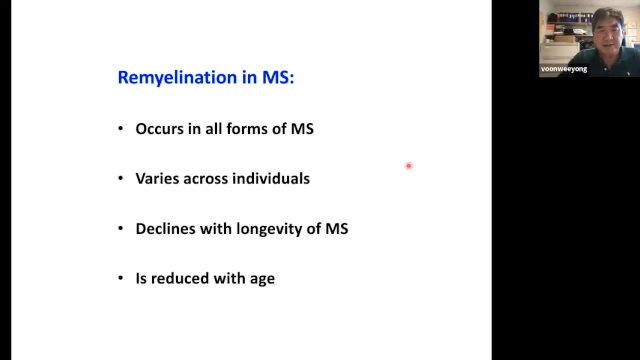 Remyelination in MS:
• Occurs in all forms of MS
• Varies across individuals
• Declines with longevity of MS
• Is reduced with age
voonweeyong